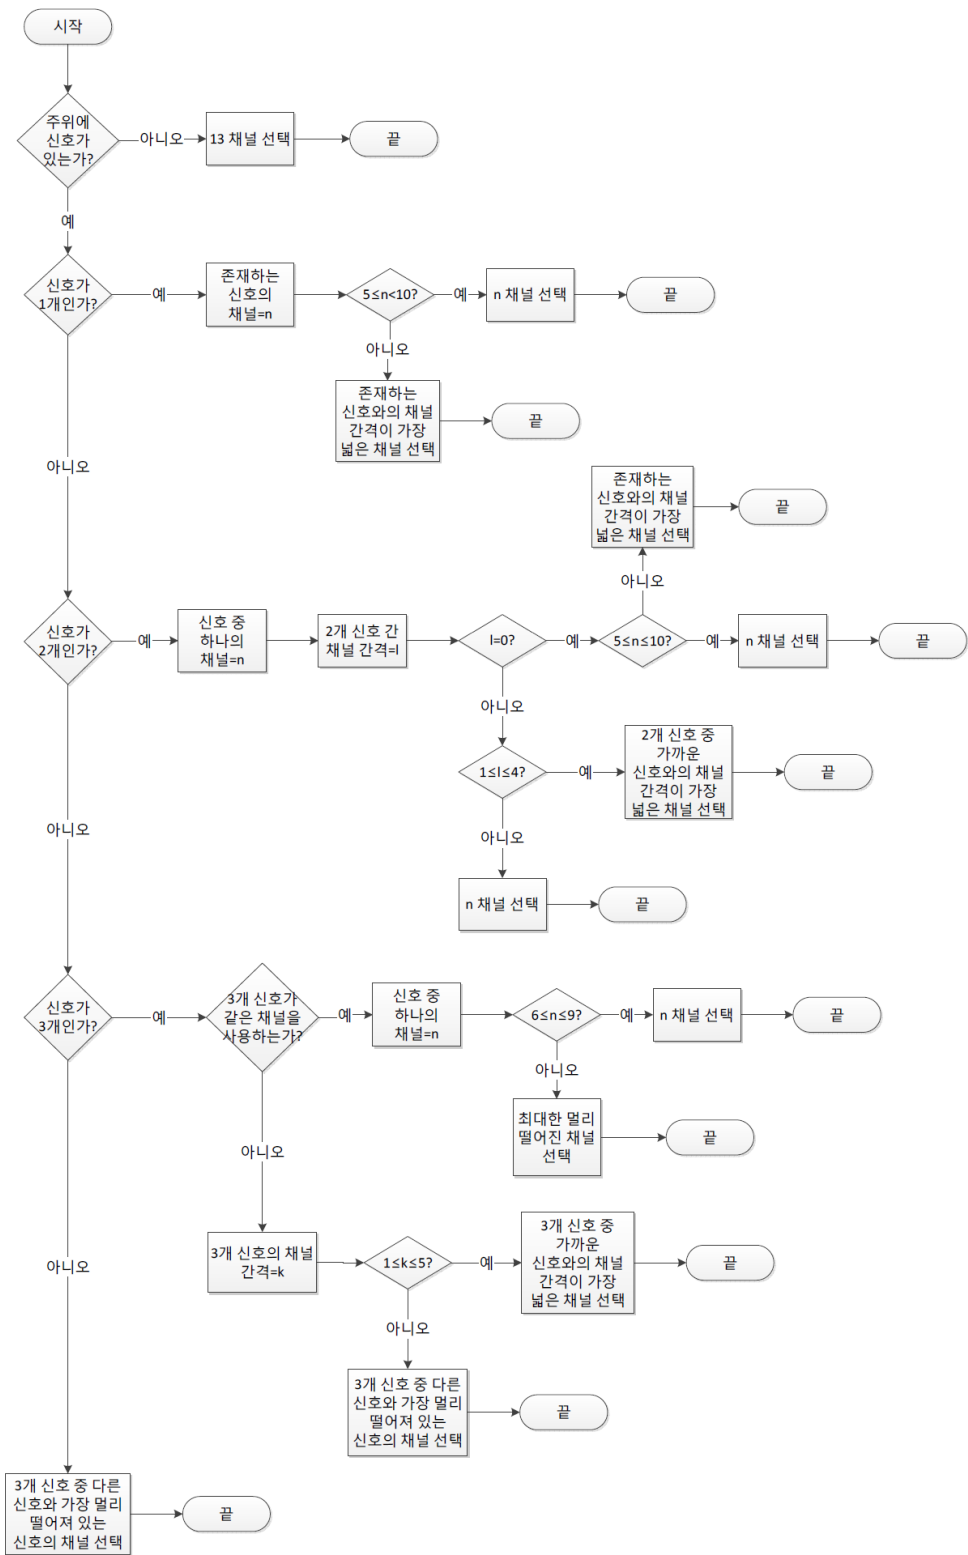 시작
주위에
신호가
있는가?
아니오
13 채널 선택
끝
예
신호가
1개인가?
예
존재하는
신호의
채널=n
5≤n<10?
예
n 채널 선택
끝
아니오
존재하는
신호와의 채널
간격이 가장
넓은 채널 선택
끝
아니오
존재하는
신호와의 채널
간격이 가장
넓은 채널 선택
끝
아니오
신호가
2개인가?
예
신호 중
하나의
채널=n
2개 신호 간
채널 간격=l
l=0?
예
5≤n≤10?
예
n 채널 선택
끝
아니오
1≤l≤4?
예
2개 신호 중
가까운
신호와의 채널
간격이 가장
넓은 채널 선택
끝
아니오
아니오
n 채널 선택
끝
신호가
3개인가?
예
3개 신호가
같은 채널을
사용하는가?
예
신호 중
하나의
채널=n
6≤n≤9?
예
n 채널 선택
끝
아니오
최대한 멀리
떨어진 채널
선택
끝
아니오
3개 신호의 채널
간격=k
1≤k≤5?
예
3개 신호 중
가까운
신호와의 채널
간격이 가장
넓은 채널 선택
끝
아니오
아니오
3개 신호 중 다른
신호와 가장 멀리
떨어져 있는
신호의 채널 선택
끝
3개 신호 중 다른
신호와 가장 멀리
떨어져 있는
신호의 채널 선택
끝